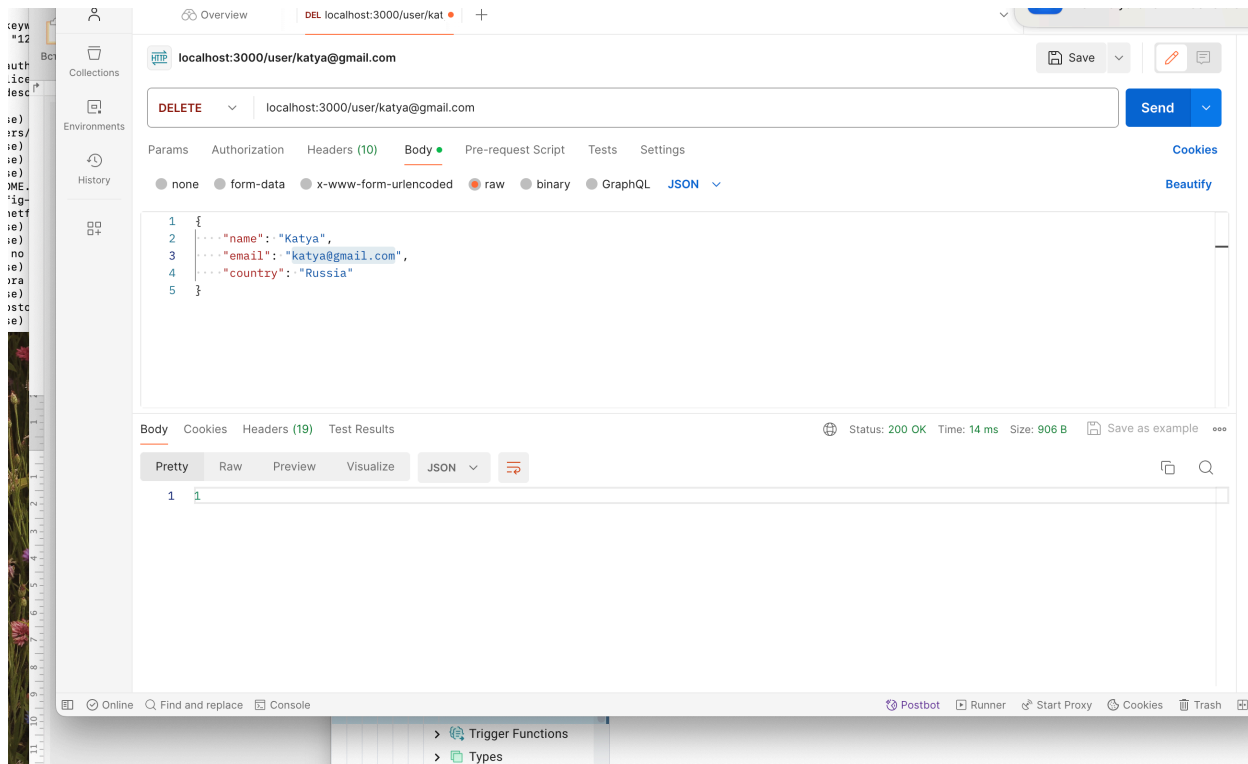 Overview
DEL localhost:3000/user/kat
localhost:3000/user/katya@gmail.com
Save
Collections
DELETE
localhost:3000/user/katya@gmail.com
Send
Environments
Params Authorization Headers (10) Body Pre-request Script Tests Settings
Cookies
History
none form-data x-www-form-urlencoded raw binary GraphQL JSON
Beautify
1 {
2 "name": "Katya",
3 "email": "katya@gmail.com",
4 "country": "Russia"
5 }
Body Cookies Headers (19) Test Results
Status: 200 OK Time: 14 ms Size: 906 B Save as example
Pretty Raw Preview Visualize JSON
1 1
Online Find and replace Console
Postbot Runner Start Proxy Cookies Trash
Trigger Functions
Types